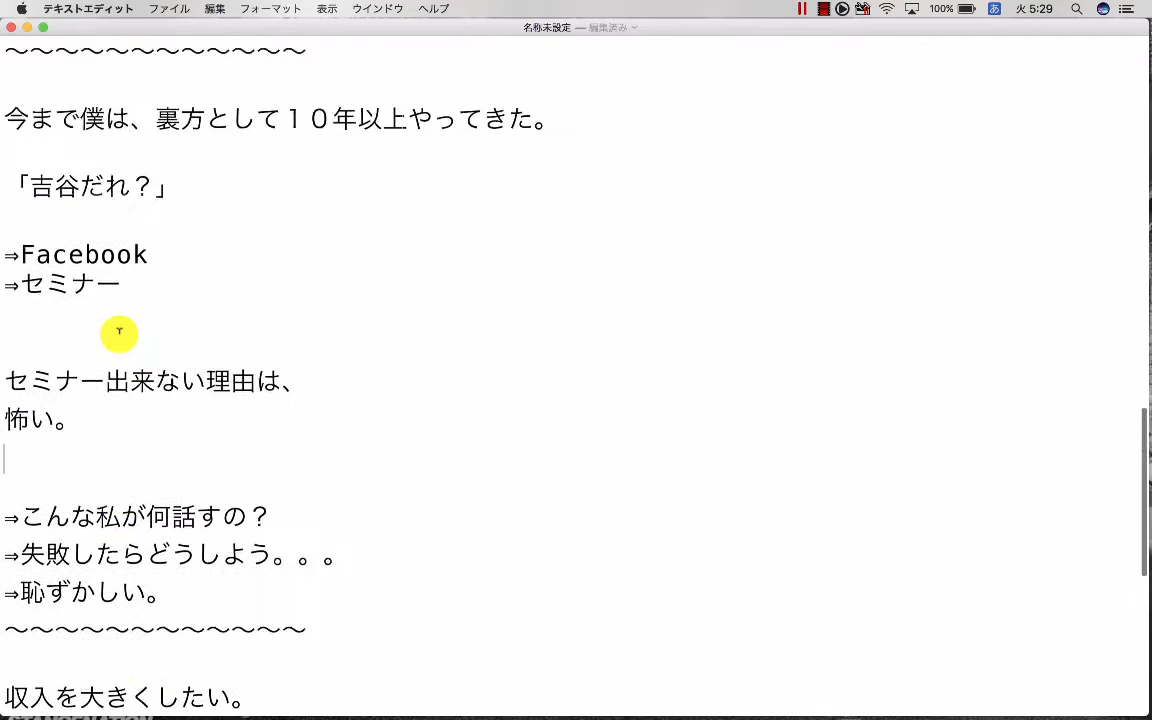 テキストエディット ファイル 編集 フォーマット 表示 ウインドウ ヘルプ 100% あ 火 5:29
名称未設定 — 編集済み
〜〜〜〜〜〜〜〜〜〜〜〜
今まで僕は、裏方として１０年以上やってきた。
「吉谷だれ？」
⇒Facebook
⇒セミナー
セミナー出来ない理由は、
怖い。
⇒こんな私が何話すの？
⇒失敗したらどうしよう。。。
⇒恥ずかしい。
〜〜〜〜〜〜〜〜〜〜〜〜
収入を大きくしたい。